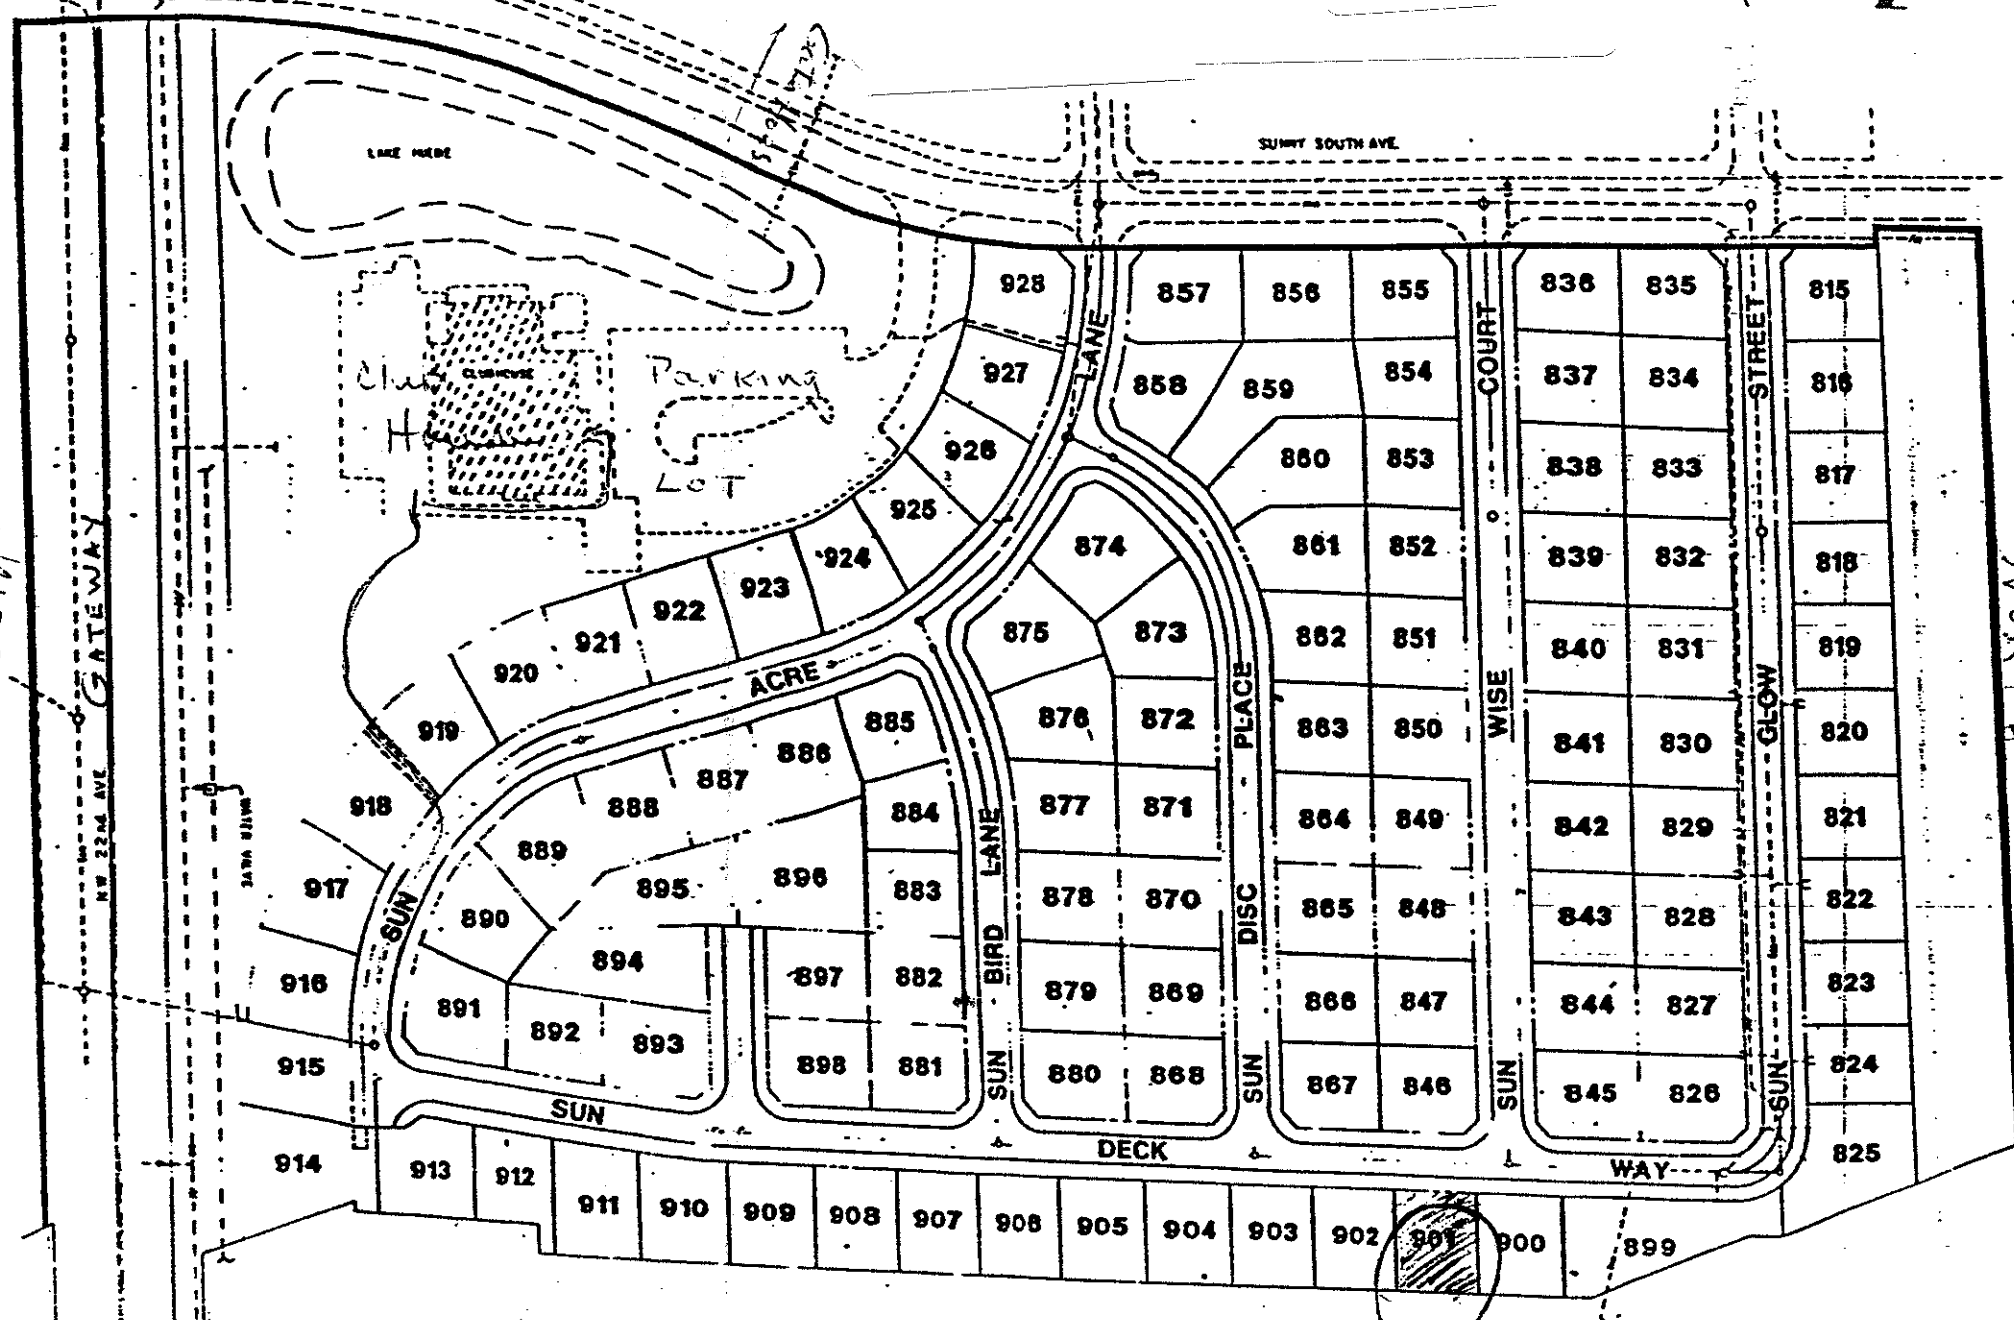 SUNNY SOUTH AVE.
LAKE
CLUBHOUSE
Club
House
Parking
LOT
GATEWAY
NW 22nd AVE
WATER VALVE
SUN ACRE LANE
SUN BIRD LANE
SUN DISC PLACE
SUN WISE COURT
SUN GLOW STREET
SUN DECK WAY
928 857 856 855 836 835 815
927 858 859 854 837 834 816
926 860 853 838 833 817
925 874 861 852 839 832 818
924 923 922 921 920 919
875 873 862 851 840 831 819
885 876 872 863 850 841 830 820
886 887 888 889
918 884 877 871 864 849 842 829 821
917 890 895 896 883 878 870 865 848 843 828 822
916 894 897 882 879 869 866 847 844 827 823
891 892 893
915 898 881 880 868 867 846 845 826 824
914 913 912 825
911 910 909 908 907 906 905 904 903 902 901 900 899